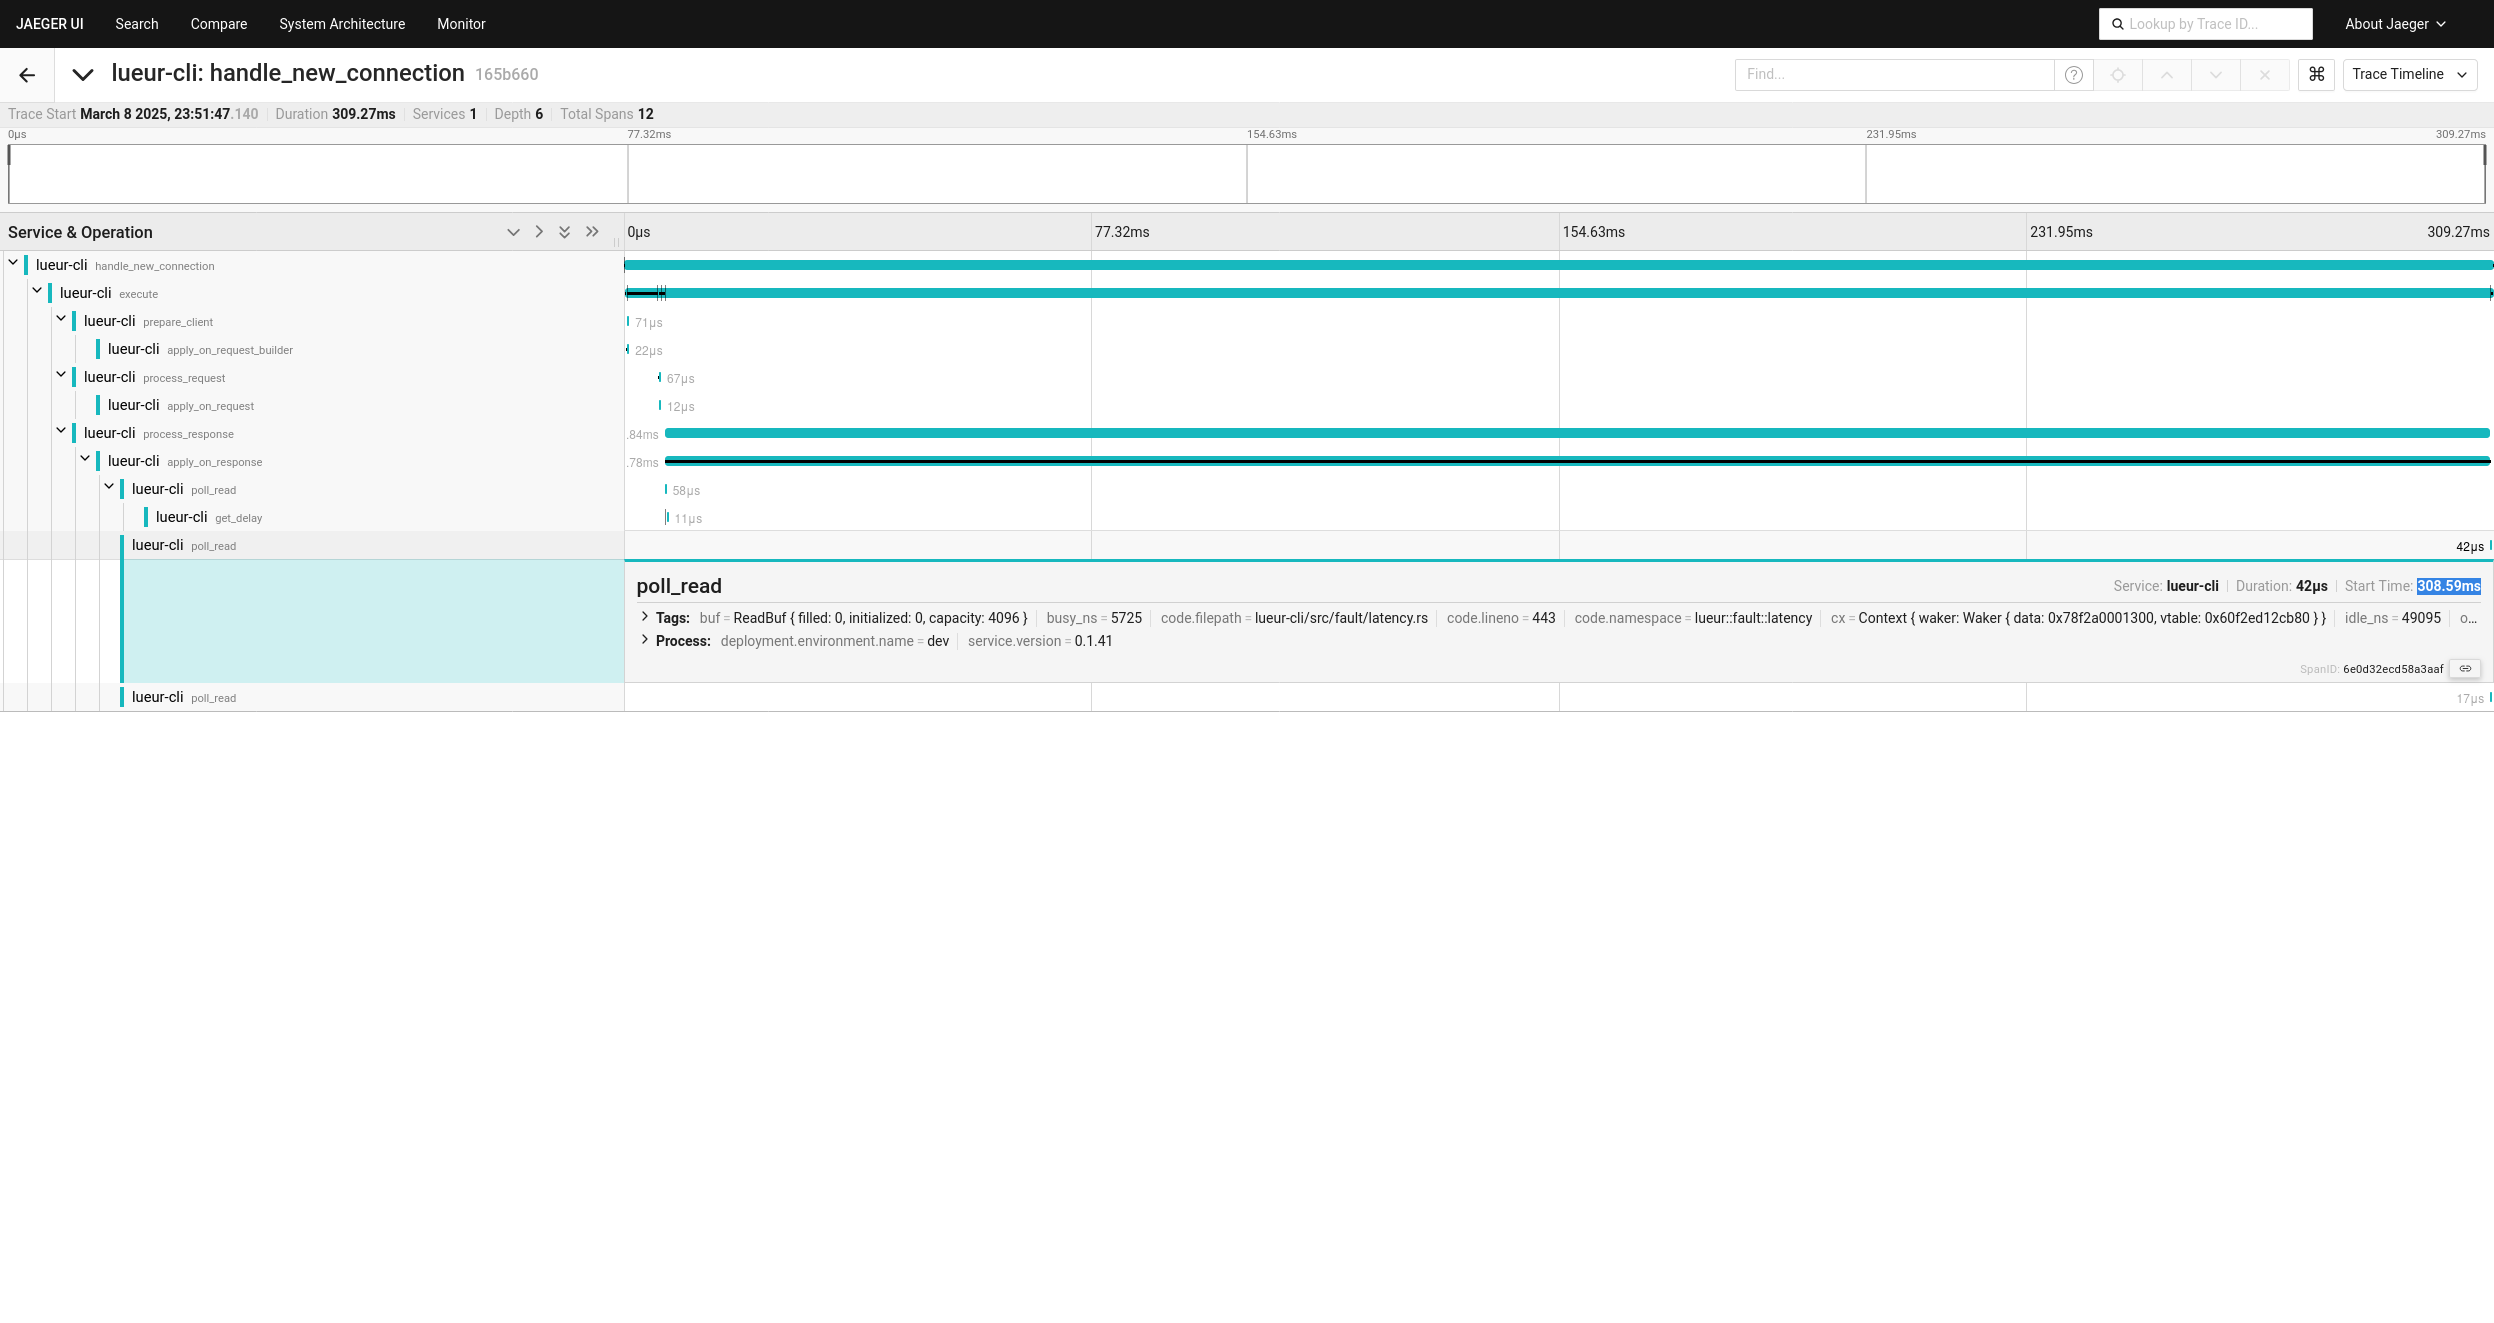 JAEGER UI Search Compare System Architecture Monitor Lookup by Trace ID... About Jaeger
lueur-cli: handle_new_connection 165b660 Find... Trace Timeline
Trace Start March 8 2025, 23:51:47.140 Duration 309.27ms Services 1 Depth 6 Total Spans 12
0μs 77.32ms 154.63ms 231.95ms 309.27ms
Service & Operation 0μs 77.32ms 154.63ms 231.95ms 309.27ms
lueur-cli handle_new_connection
lueur-cli execute
lueur-cli prepare_client 71μs
lueur-cli apply_on_request_builder 22μs
lueur-cli process_request 67μs
lueur-cli apply_on_request 12μs
lueur-cli process_response .84ms
lueur-cli apply_on_response .78ms
lueur-cli poll_read 58μs
lueur-cli get_delay 11μs
lueur-cli poll_read 42μs
poll_read Service: lueur-cli Duration: 42μs Start Time: 308.59ms
Tags: buf = ReadBuf { filled: 0, initialized: 0, capacity: 4096 } busy_ns = 5725 code.filepath = lueur-cli/src/fault/latency.rs code.lineno = 443 code.namespace = lueur::fault::latency cx = Context { waker: Waker { data: 0x78f2a0001300, vtable: 0x60f2ed12cb80 } } idle_ns = 49095 o...
Process: deployment.environment.name = dev service.version = 0.1.41
SpanID: 6e0d32ecd58a3aaf
lueur-cli poll_read 17μs